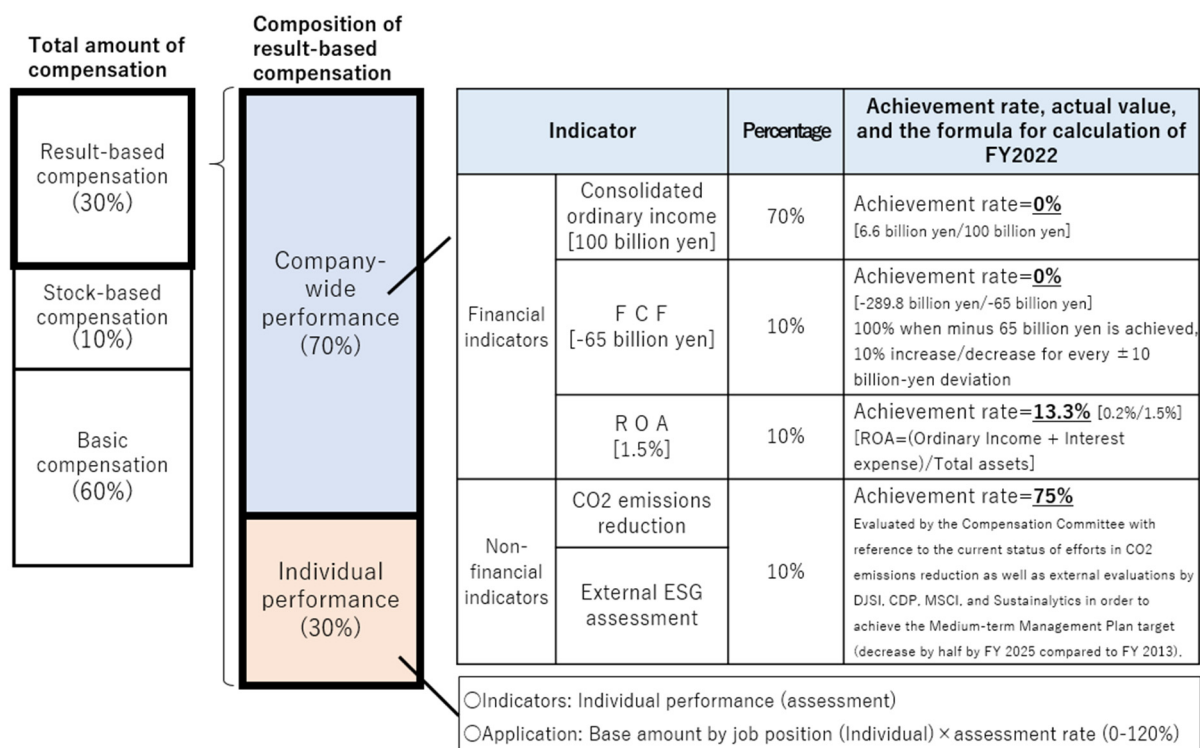 Total amount of
compensation
Result-based
compensation
(30%)
Stock-based
compensation
(10%)
Basic
compensation
(60%)
Composition of
result-based
compensation
Company-
wide
performance
(70%)
Individual
performance
(30%)
Indicator
Percentage
Achievement rate, actual value,
and the formula for calculation of
FY2022
Financial
indicators
Consolidated
ordinary income
[100 billion yen]
70%
Achievement rate=0%
[6.6 billion yen/100 billion yen]
F C F
[-65 billion yen]
10%
Achievement rate=0%
[-289.8 billion yen/-65 billion yen]
100% when minus 65 billion yen is achieved,
10% increase/decrease for every ±10
billion-yen deviation
R O A
[1.5%]
10%
Achievement rate=13.3% [0.2%/1.5%]
[ROA=(Ordinary Income + Interest
expense)/Total assets]
Non-
financial
indicators
CO2 emissions
reduction
External ESG
assessment
10%
Achievement rate=75%
Evaluated by the Compensation Committee with
reference to the current status of efforts in CO2
emissions reduction as well as external evaluations by
DJSI, CDP, MSCI, and Sustainalytics in order to
achieve the Medium-term Management Plan target
(decrease by half by FY 2025 compared to FY 2013).
○Indicators: Individual performance (assessment)
○Application: Base amount by job position (Individual)×assessment rate (0-120%)